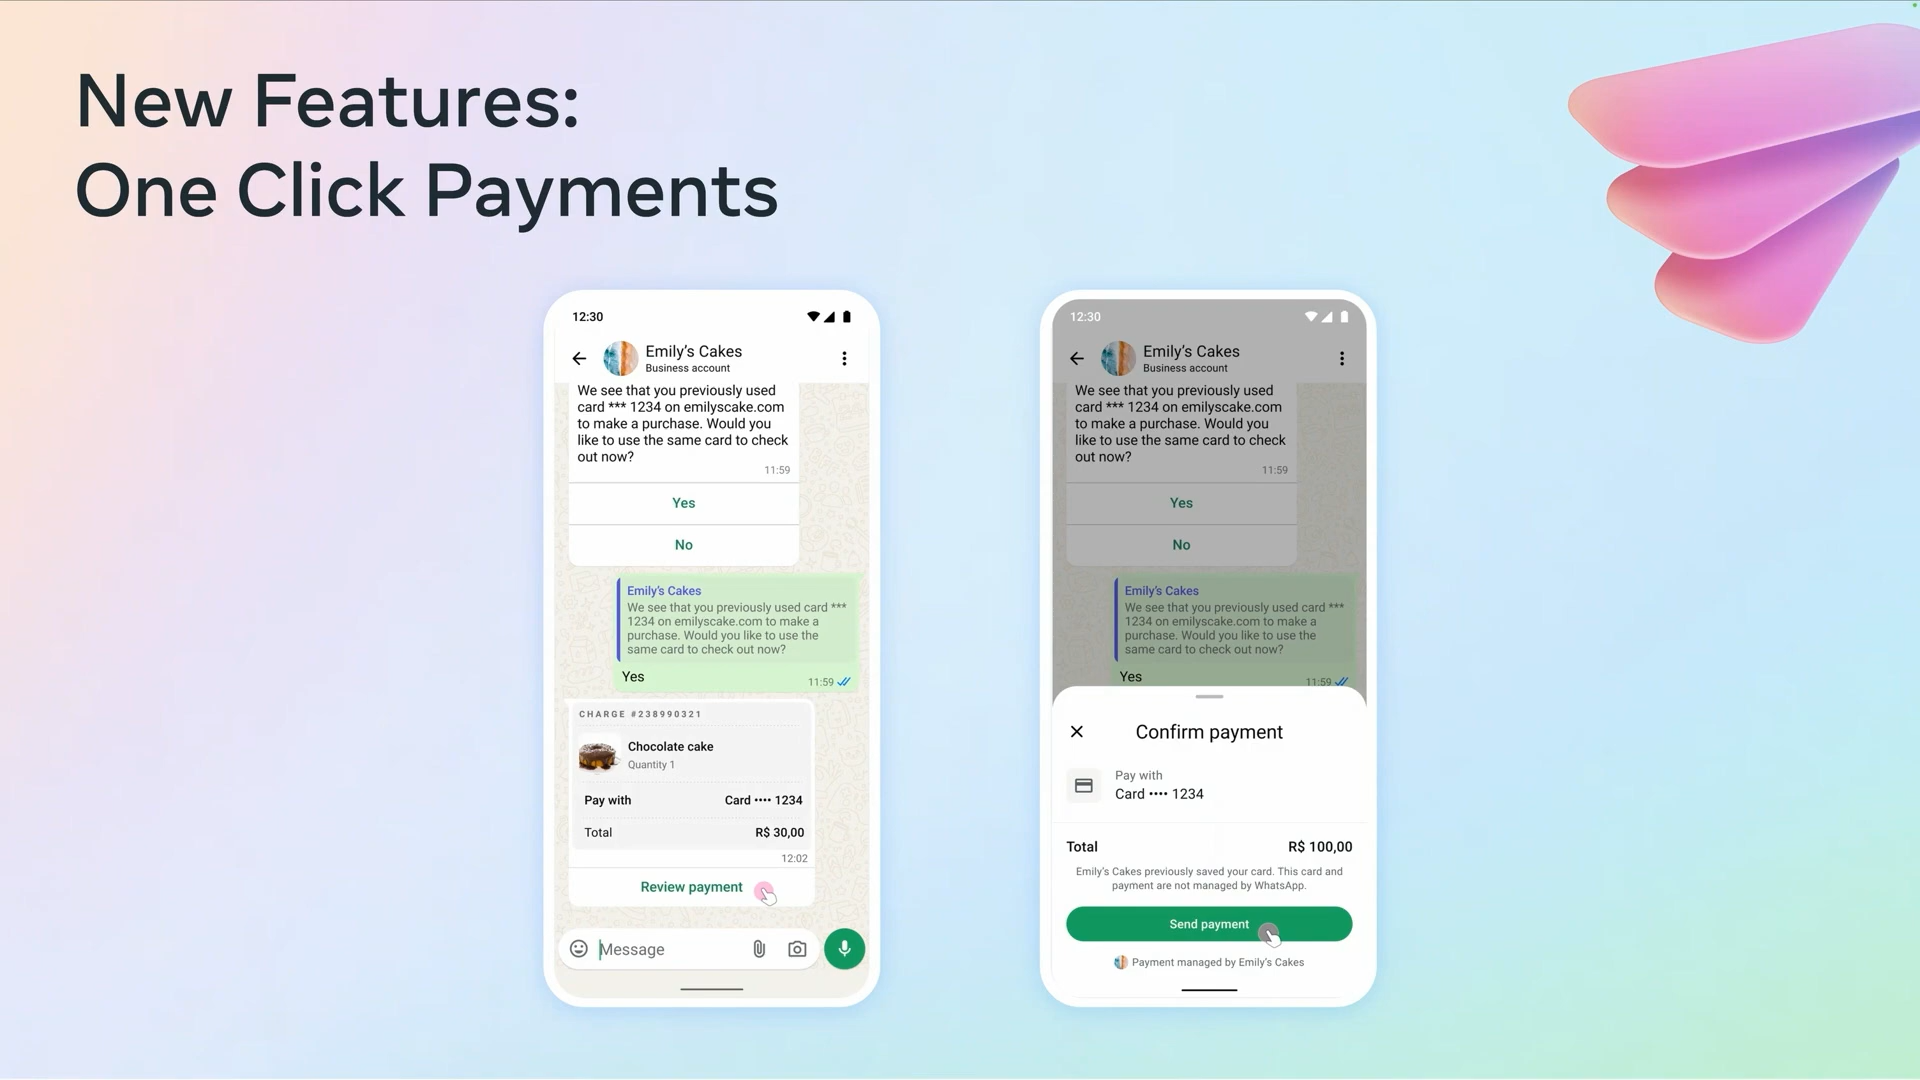 New Features:
One Click Payments
12:30
Emily's Cakes
Business account
We see that you previously used
card *** 1234 on emilyscake.com
to make a purchase. Would you
like to use the same card to check
out now?
11:59
Yes
No
Emily's Cakes
We see that you previously used card ***
1234 on emilyscake.com to make a
purchase. Would you like to use the
same card to check out now?
Yes
11:59
CHARGE #238990321
Chocolate cake
Quantity 1
Pay with Card •••• 1234
Total R$ 30,00
12:02
Review payment
Message
12:30
Emily's Cakes
Business account
We see that you previously used
card *** 1234 on emilyscake.com
to make a purchase. Would you
like to use the same card to check
out now?
11:59
Yes
No
Emily's Cakes
We see that you previously used card ***
1234 on emilyscake.com to make a
purchase. Would you like to use the
same card to check out now?
Yes
11:59
Confirm payment
Pay with
Card •••• 1234
Total R$ 100,00
Emily's Cakes previously saved your card. This card and
payment are not managed by WhatsApp.
Send payment
Payment managed by Emily's Cakes